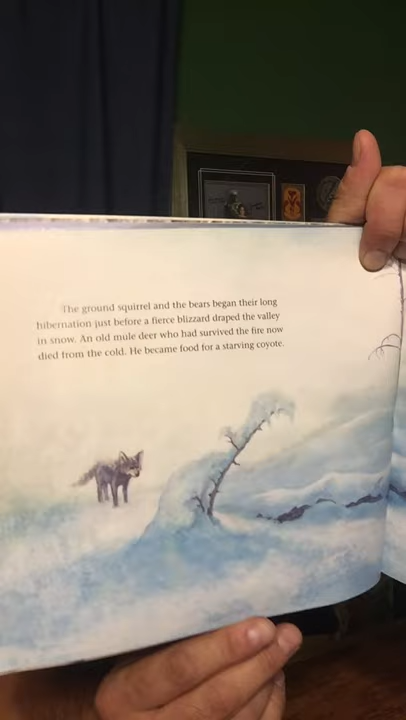 The ground squirrel and the bears began their long
hibernation just before a fierce blizzard draped the valley
in snow. An old mule deer who had survived the fire now
died from the cold. He became food for a starving coyote.